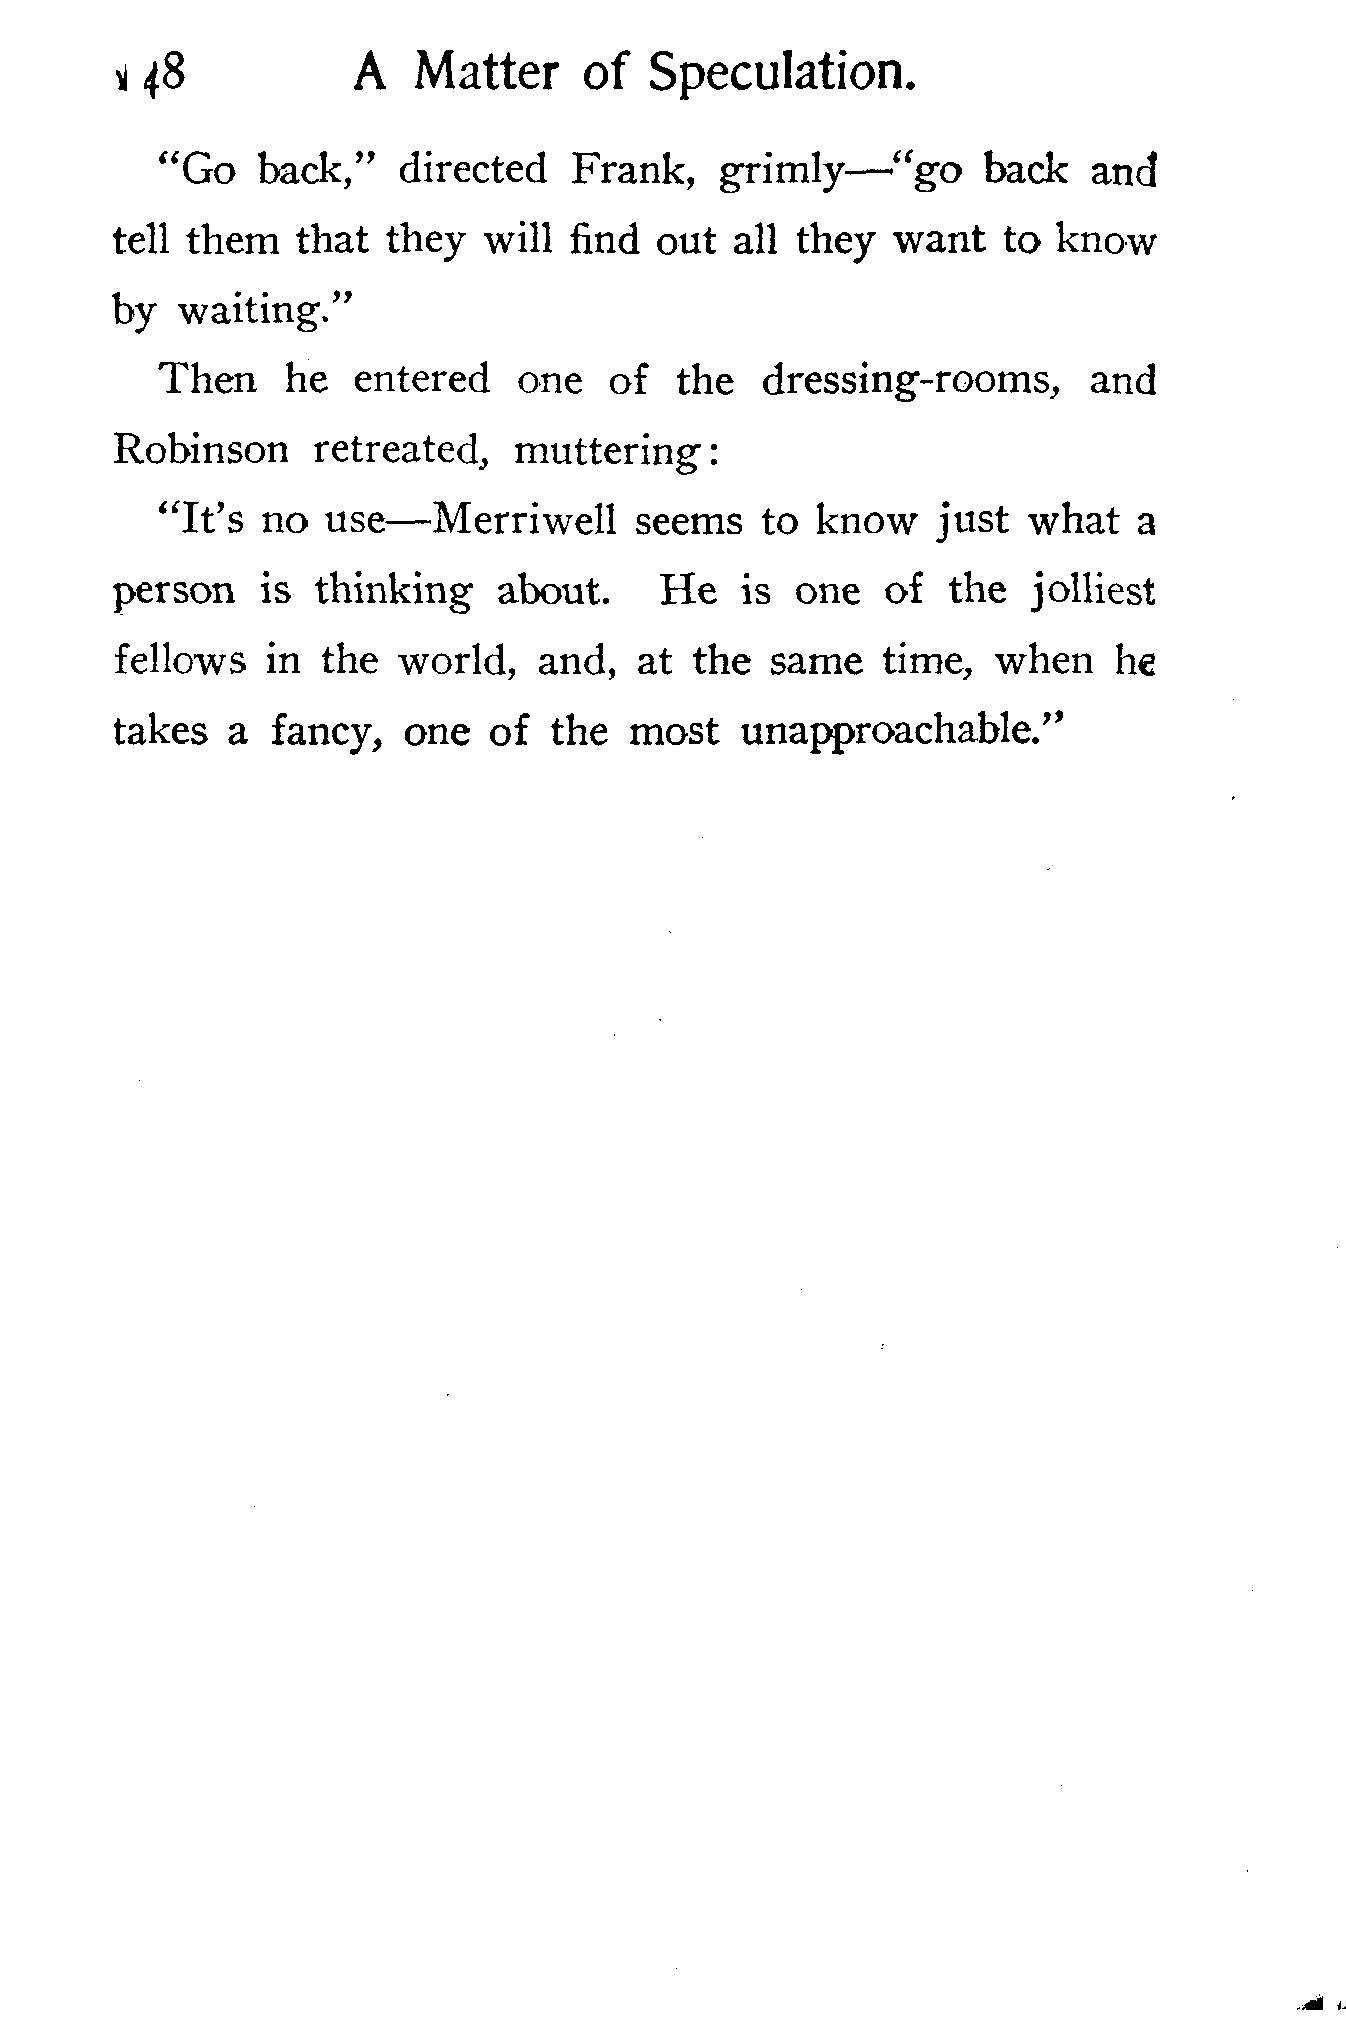 148 A Matter of Speculation.
“Go back,” directed Frank, grimly—“go back and
tell them that they will find out all they want to know
by waiting.”
Then he entered one of the dressing-rooms, and
Robinson retreated, muttering:
“It’s no use—Merriwell seems to know just what a
person is thinking about. He is one of the jolliest
fellows in the world, and, at the same time, when he
takes a fancy, one of the most unapproachable.”